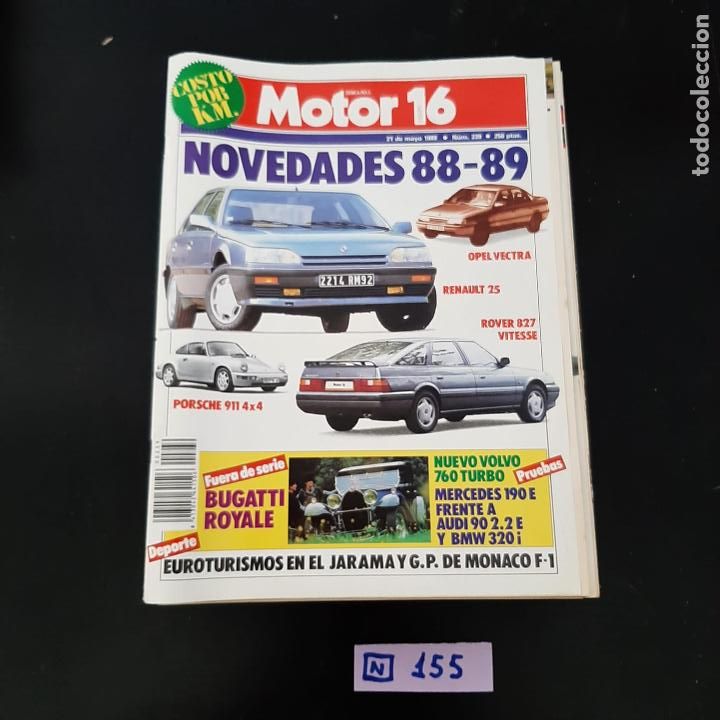 COSTO
POR
KM.
Motor 16
21 de mayo 1988 • Núm. 239 • 250 ptas.
NOVEDADES 88-89
2214 RM92
OPEL VECTRA
RENAULT 25
ROVER 827
VITESSE
PORSCHE 911 4x4
Fuera de serie
BUGATTI
ROYALE
NUEVO VOLVO
760 TURBO
Pruebas
MERCEDES 190 E
FRENTE A
AUDI 90 2.2 E
Y BMW 320 i
Deporte
EUROTURISMOS EN EL JARAMA Y G.P. DE MONACO F-1
N 155
todocoleccion